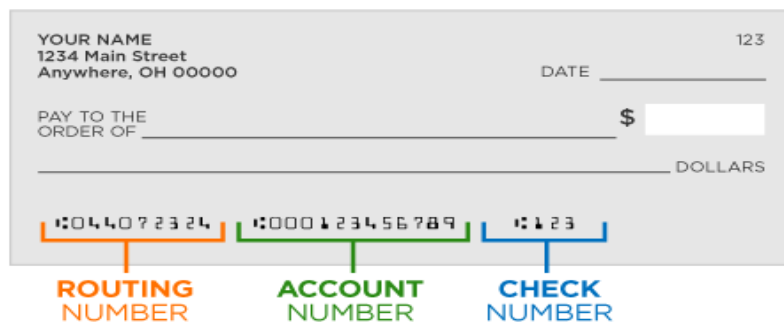 YOUR NAME 123
1234 Main Street
Anywhere, OH 00000
DATE
PAY TO THE
ORDER OF $
DOLLARS
⑆044072324 ⑆000123456789 ⑆123
ROUTING ACCOUNT CHECK
NUMBER NUMBER NUMBER